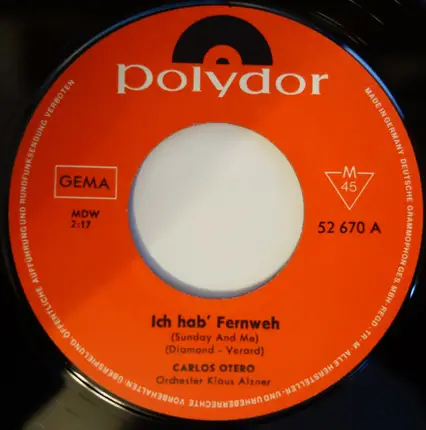 polydor
GEMA
MDW
2:17
M
45
52 670 A
Ich hab' Fernweh
(Sunday And Me)
(Diamond - Verard)
CARLOS OTERO
Orchester Klaus Alzner
MADE IN GERMANY DEUTSCHE GRAMMOPHON GES. MBH REGD. TR. M. ALLE HERSTELLER- UND URHEBERRECHTE VORBEHALTEN · ÜBERSPIELUNG, ÖFFENTLICHE AUFFÜHRUNG UND RUNDFUNKSENDUNG VERBOTEN